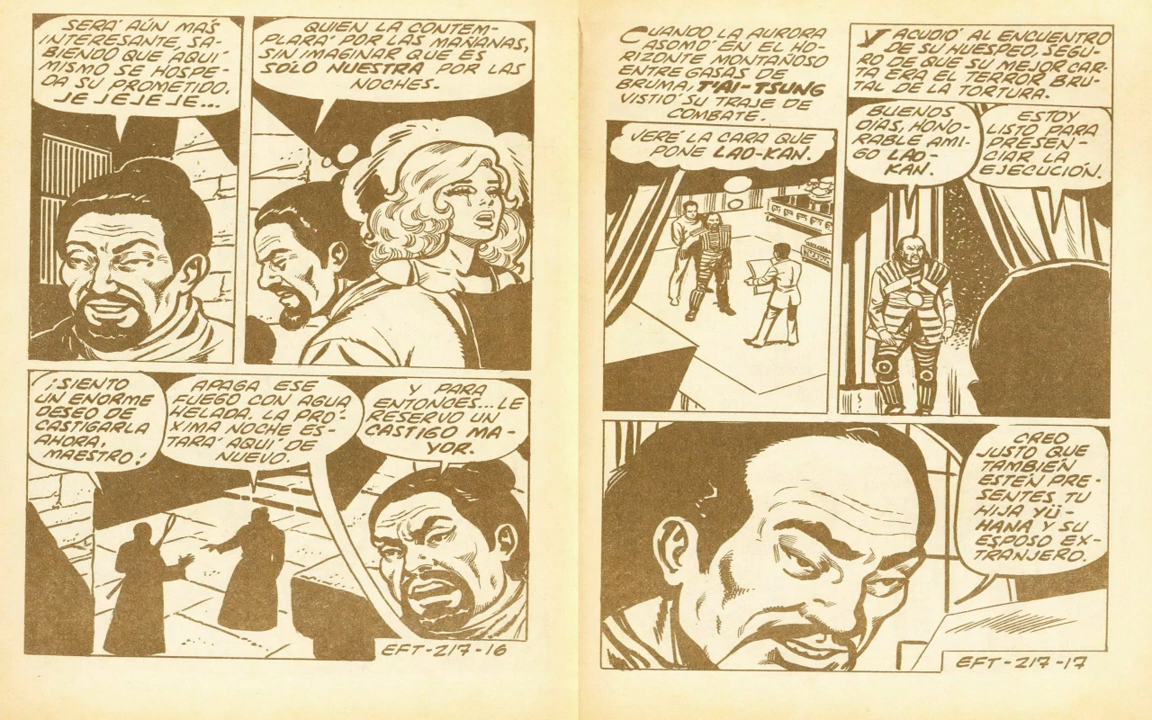 SERÁ AÚN MÁS
INTERESANTE, SA-
BIENDO QUE AQUÍ
MISMO SE HOSPE-
DA SU PROMETIDO.
JE JE JE JE...
QUIEN LA CONTEM-
PLARÁ POR LAS MAÑANAS,
SIN IMAGINAR QUE ES
SOLO NUESTRA POR LAS
NOCHES.
¡SIENTO
UN ENORME
DESEO DE
CASTIGARLA
AHORA,
MAESTRO!
APAGA ESE
FUEGO CON AGUA
HELADA. LA PRÓ-
XIMA NOCHE ES-
TARÁ AQUÍ DE
NUEVO.
Y PARA
ENTONCES... LE
RESERVO UN
CASTIGO MA-
YOR.
EFT-217-16
CUANDO LA AURORA
ASOMÓ EN EL HO-
RIZONTE MONTAÑOSO
ENTRE GASAS DE
BRUMA, T'AI-TSUNG
VISTIÓ SU TRAJE DE
COMBATE.
VERÉ LA CARA QUE
PONE LAO-KAN.
Y ACUDIÓ AL ENCUENTRO
DE SU HUESPED, SEGU-
RO DE QUE SU MEJOR CAR-
TA ERA EL TERROR BRU-
TAL DE LA TORTURA.
BUENOS
DÍAS, HONO-
RABLE AMI-
GO LAO-
KAN.
ESTOY
LISTO PARA
PRESEN-
CIAR LA
EJECUCIÓN.
CREO
JUSTO QUE
TAMBIÉN
ESTÉN PRE-
SENTES, TU
HIJA YÜ-
HANA Y SU
ESPOSO EX-
TRANJERO.
EFT-217-17